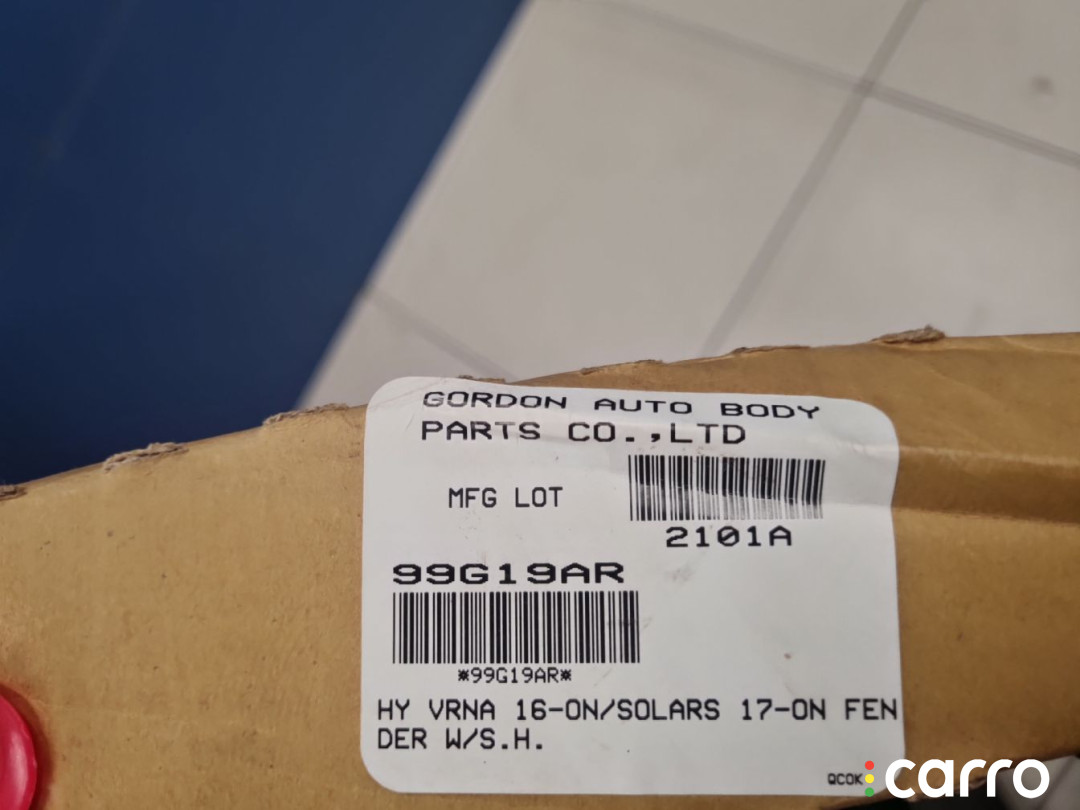 GORDON AUTO BODY
PARTS CO.,LTD
MFG LOT
2101A
99G19AR
*99G19AR*
HY VRNA 16-ON/SOLARS 17-ON FEN
DER W/S.H.
QCOK
carro